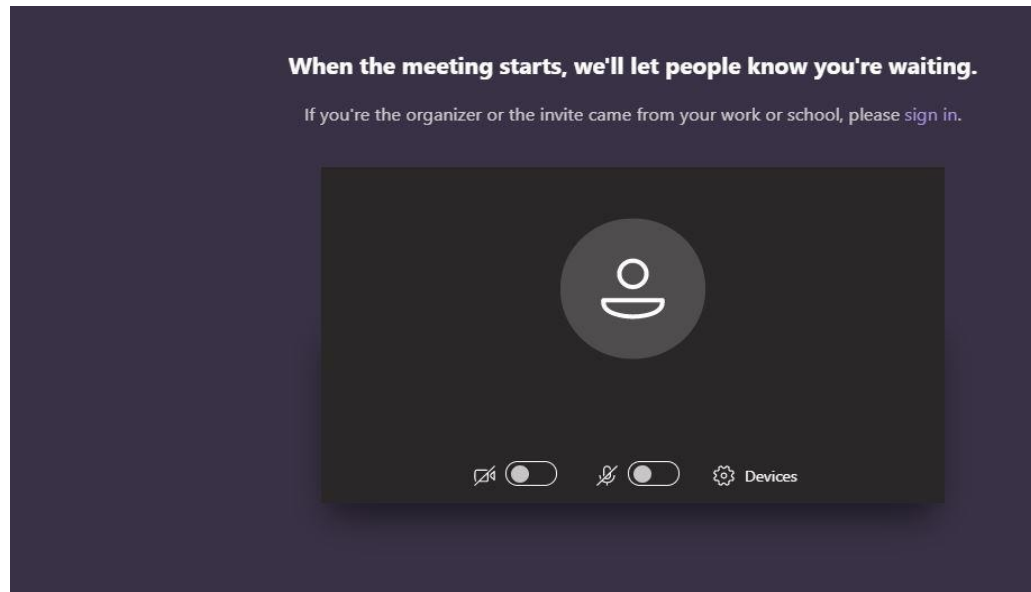 When the meeting starts, we'll let people know you're waiting.
If you're the organizer or the invite came from your work or school, please sign in.
Devices